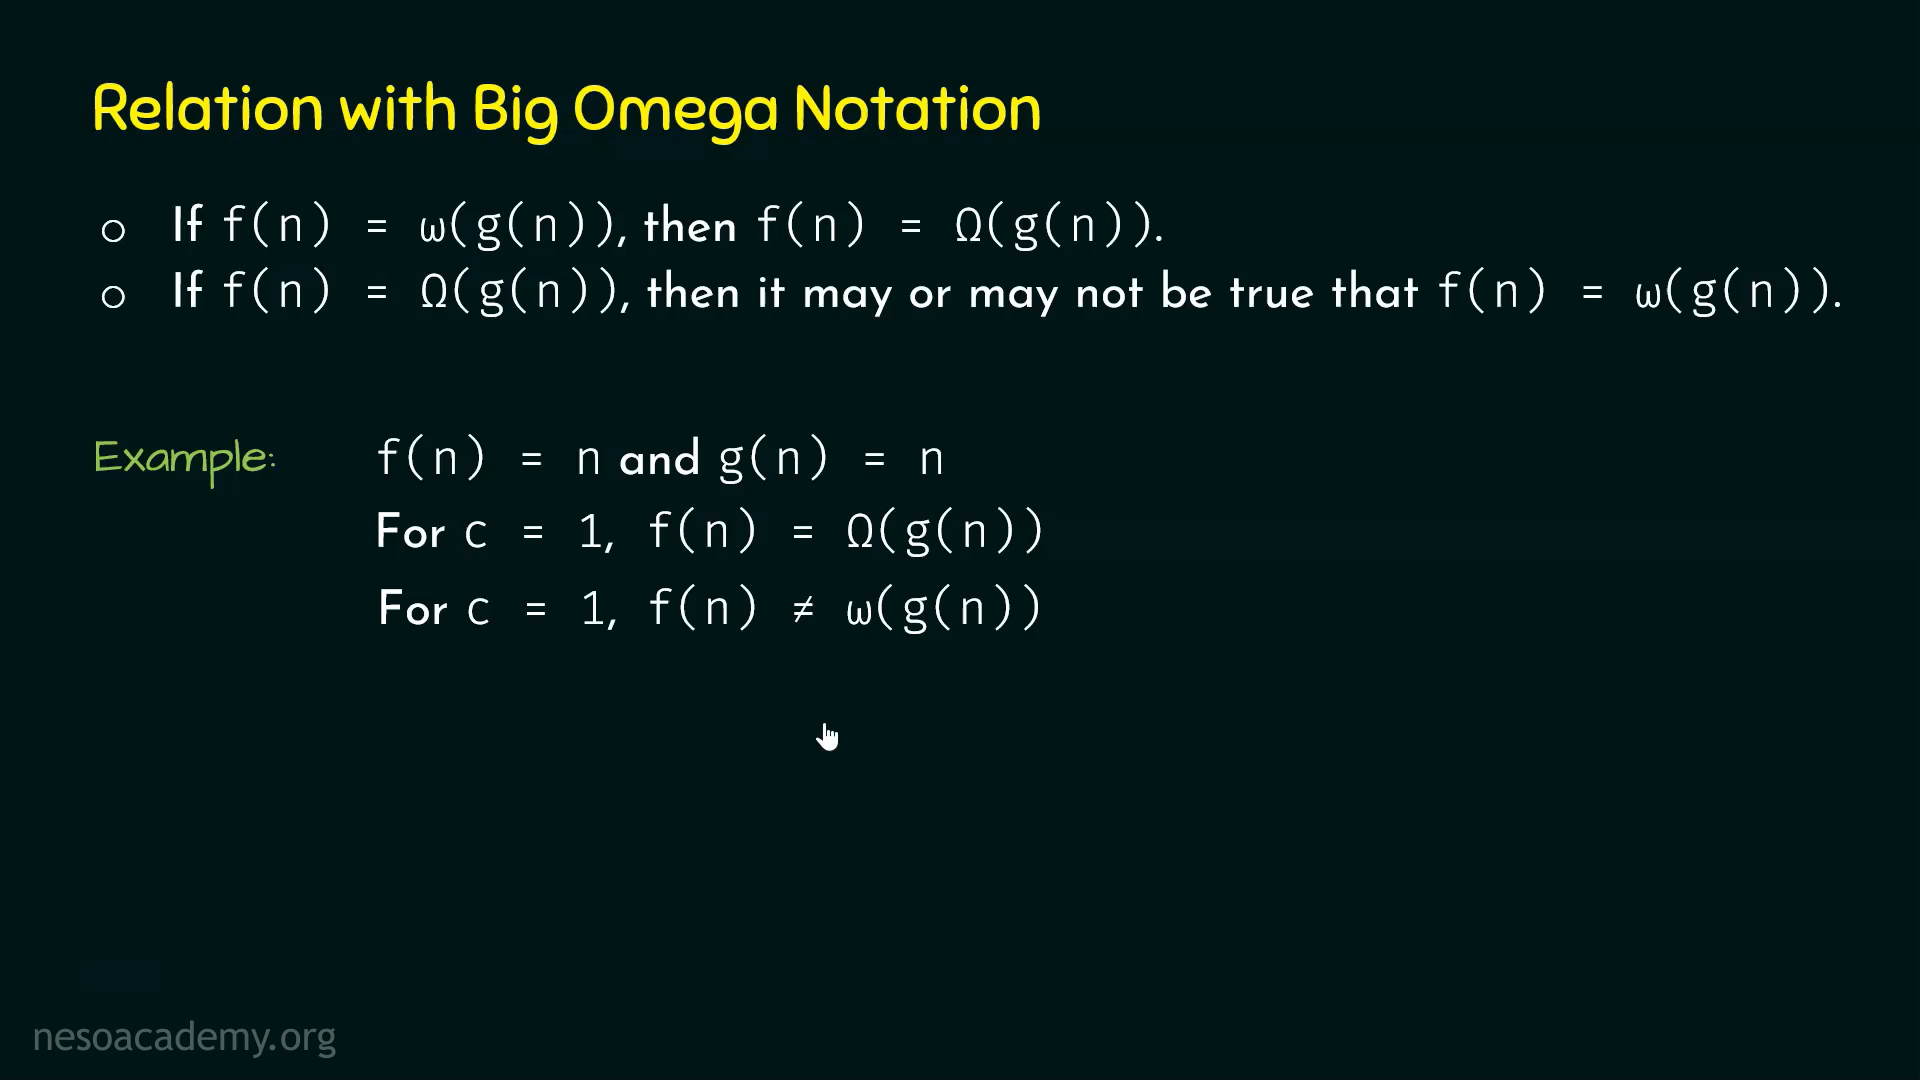 Relation with Big Omega Notation
○ If f(n) = ω(g(n)), then f(n) = Ω(g(n)).
○ If f(n) = Ω(g(n)), then it may or may not be true that f(n) = ω(g(n)).
Example: f(n) = n and g(n) = n
For c = 1, f(n) = Ω(g(n))
For c = 1, f(n) ≠ ω(g(n))
nesoacademy.org